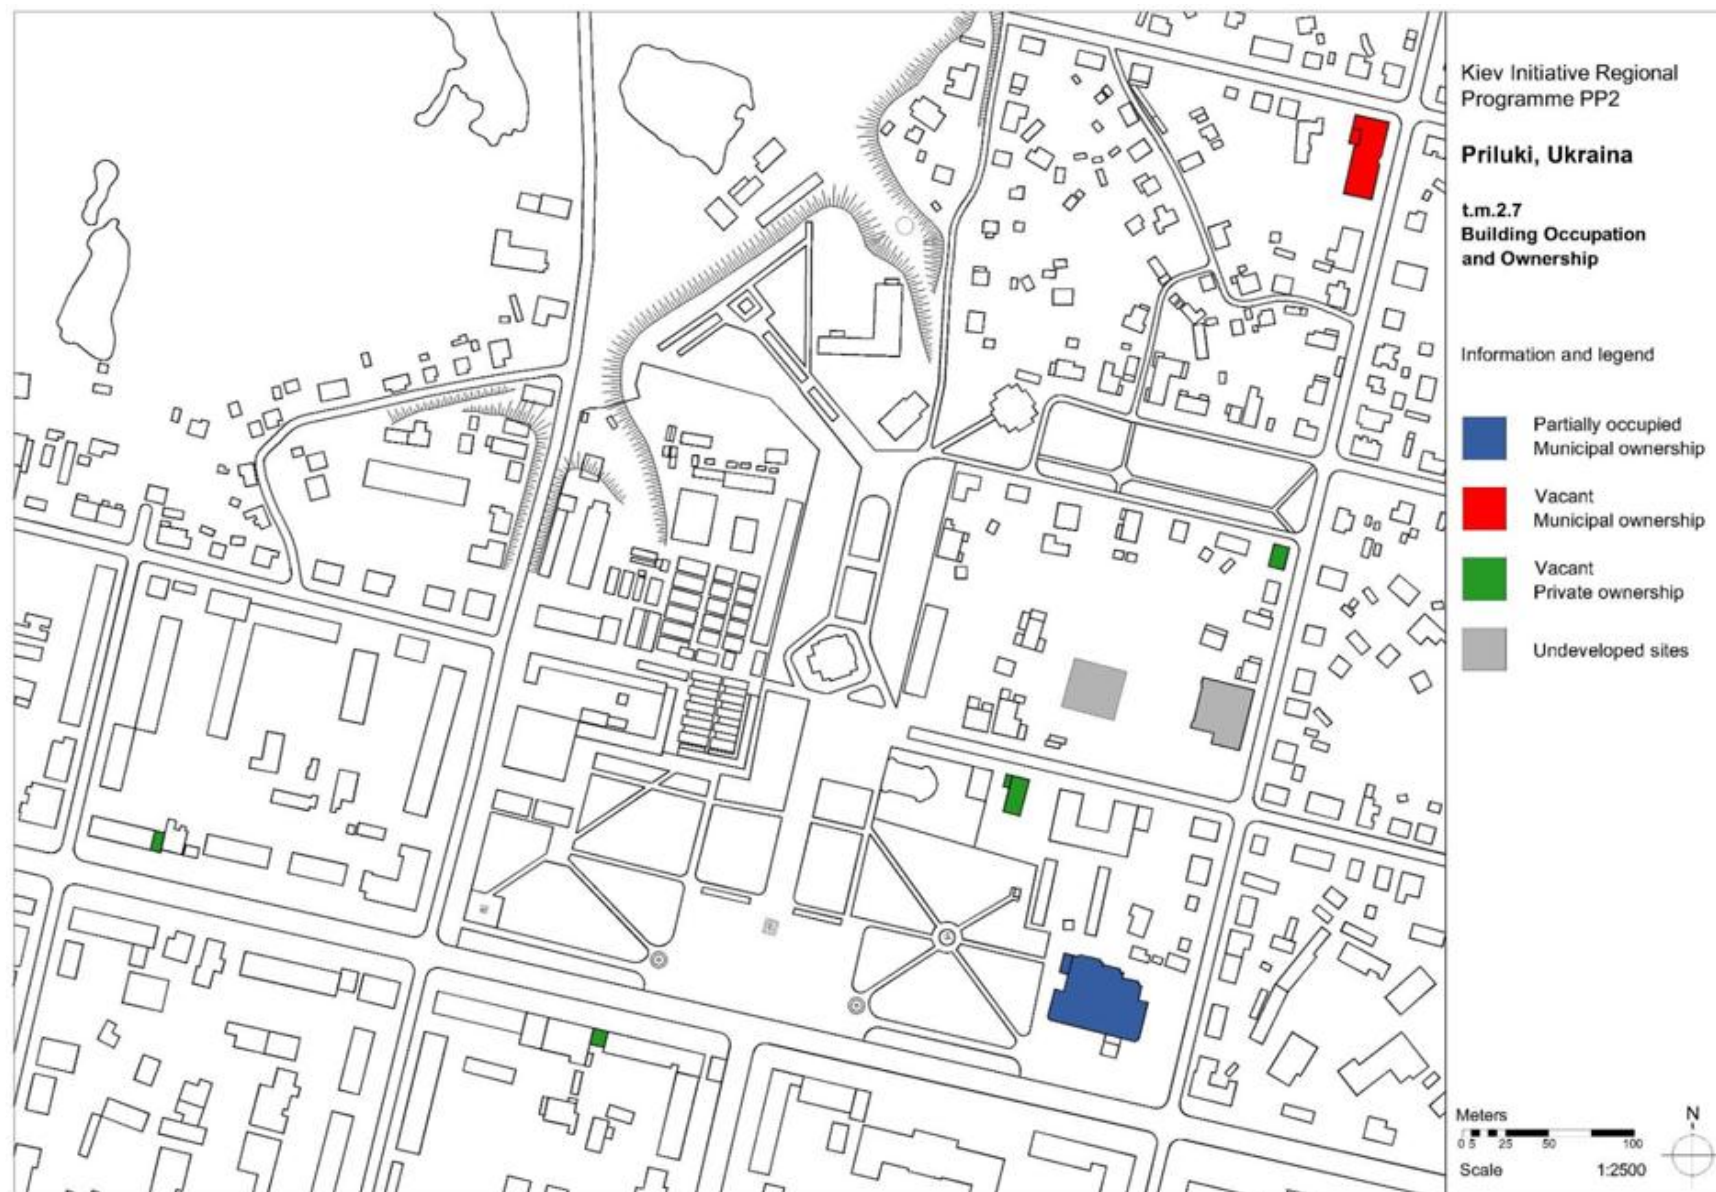 Kiev Initiative Regional
Programme PP2
Priluki, Ukraina
t.m.2.7
Building Occupation
and Ownership
Information and legend
Partially occupied
Municipal ownership
Vacant
Municipal ownership
Vacant
Private ownership
Undeveloped sites
Meters
0 5 25 50 100
Scale 1:2500
N